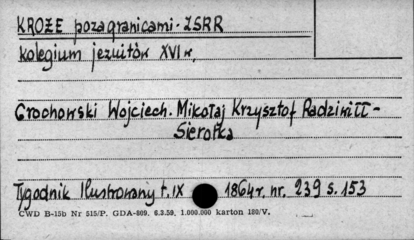 KROŻE poza granicami - ZSRR
kolegium jezuitów XVI w,
Grochowski Wojciech. Mikołaj Krzysztof Radziwiłł -
Sierotka
Tygodnik Ilustrowany t. IX 1864 r. nr. 239 s. 153
CWD B-15b Nr 515/P. GDA-809. 6.3.59. 1.000.000 karton 180/V.